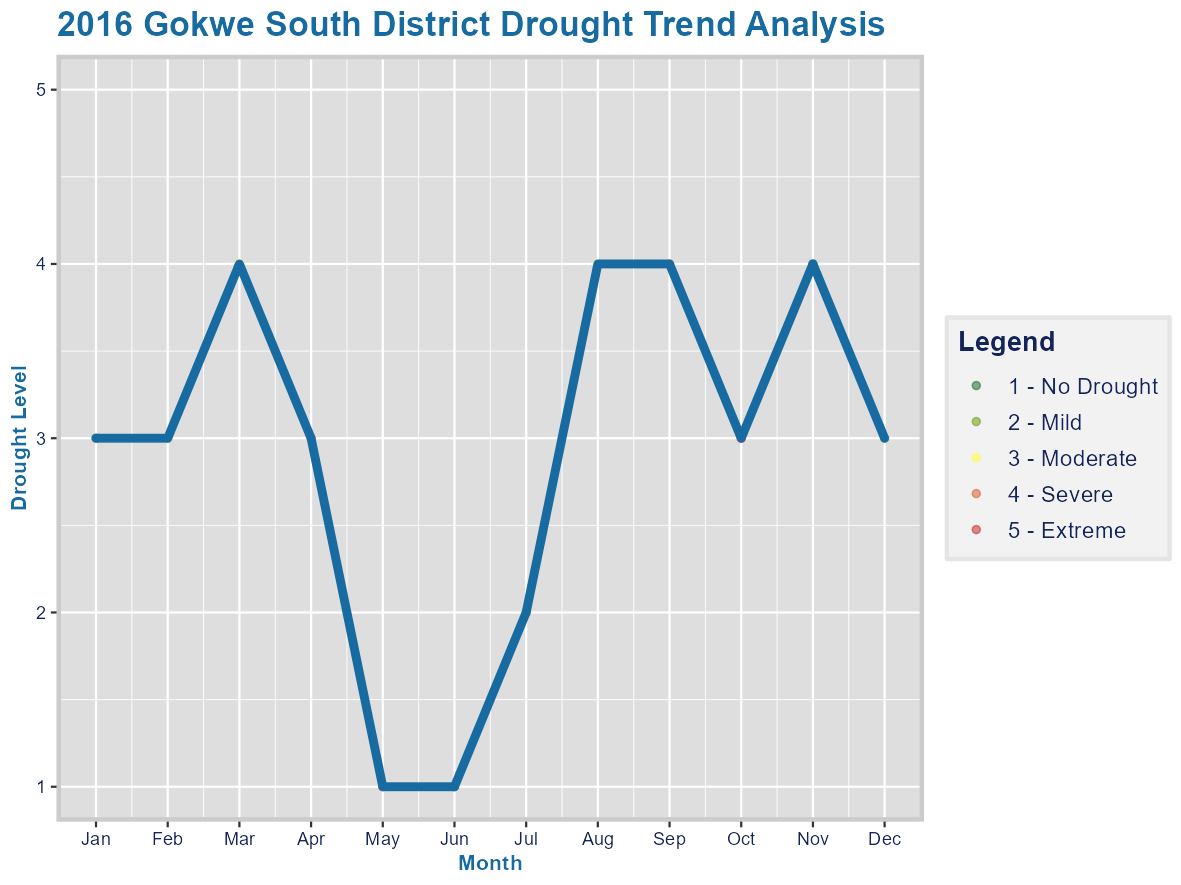 2016 Gokwe South District Drought Trend Analysis
5
4
3
2
1
Drought Level
Jan Feb Mar Apr May Jun Jul Aug Sep Oct Nov Dec
Month
Legend
1 - No Drought
2 - Mild
3 - Moderate
4 - Severe
5 - Extreme